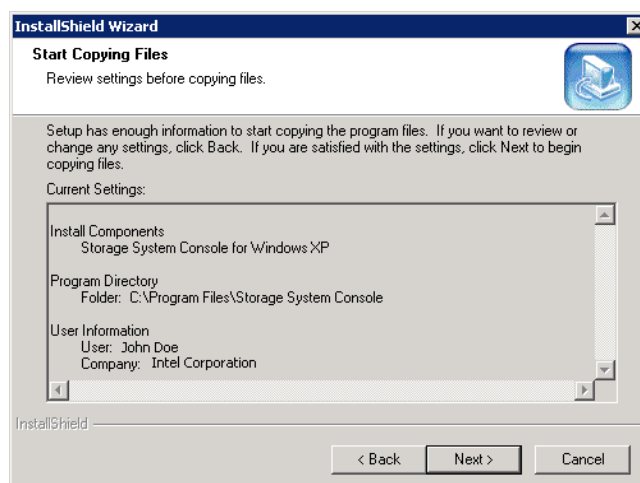 InstallShield Wizard
Start Copying Files
Review settings before copying files.
Setup has enough information to start copying the program files. If you want to review or
change any settings, click Back. If you are satisfied with the settings, click Next to begin
copying files.
Current Settings:
Install Components
Storage System Console for Windows XP
Program Directory
Folder: C:\Program Files\Storage System Console
User Information
User: John Doe
Company: Intel Corporation
InstallShield
< Back
Next >
Cancel